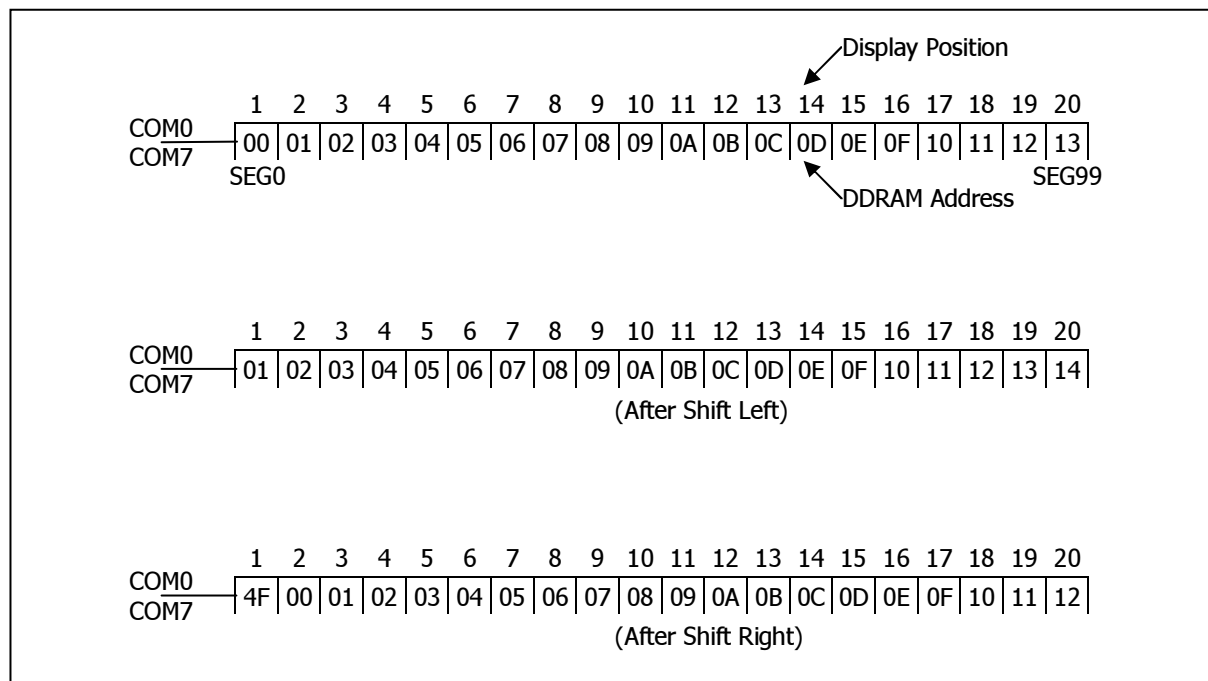 Display Position
1 2 3 4 5 6 7 8 9 10 11 12 13 14 15 16 17 18 19 20
COM0
COM7
00 01 02 03 04 05 06 07 08 09 0A 0B 0C 0D 0E 0F 10 11 12 13
SEG0 SEG99
DDRAM Address
1 2 3 4 5 6 7 8 9 10 11 12 13 14 15 16 17 18 19 20
COM0
COM7
01 02 03 04 05 06 07 08 09 0A 0B 0C 0D 0E 0F 10 11 12 13 14
(After Shift Left)
1 2 3 4 5 6 7 8 9 10 11 12 13 14 15 16 17 18 19 20
COM0
COM7
4F 00 01 02 03 04 05 06 07 08 09 0A 0B 0C 0D 0E 0F 10 11 12
(After Shift Right)